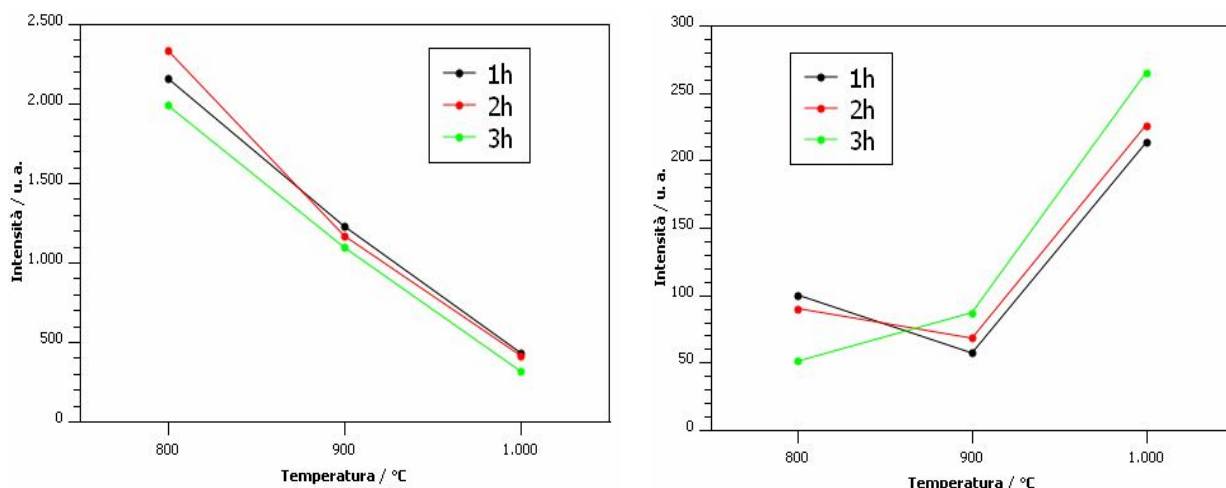 2.500
2.000
1.500
1.000
500
0
Intensità / u. a.
1h
2h
3h
800
900
1.000
Temperatura / °C
300
250
200
150
100
50
0
Intensità / u. a.
1h
2h
3h
800
900
1.000
Temperatura / °C